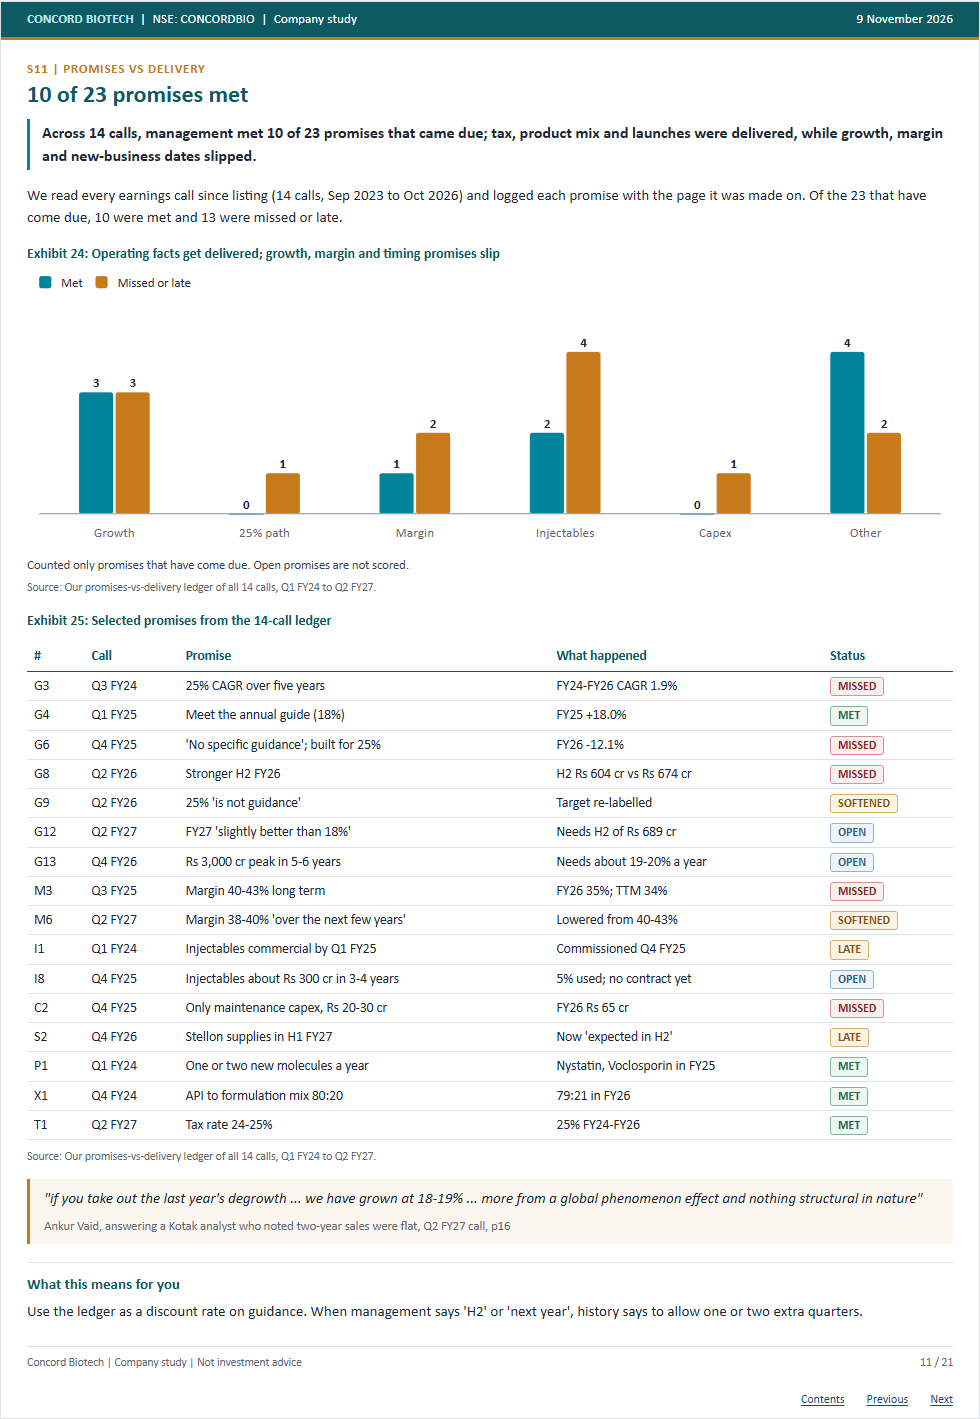 CONCORD BIOTECH | NSE: CONCORDBIO | Company study
9 November 2026
S11 | PROMISES VS DELIVERY
10 of 23 promises met
Across 14 calls, management met 10 of 23 promises that came due; tax, product mix and launches were delivered, while growth, margin
and new-business dates slipped.
We read every earnings call since listing (14 calls, Sep 2023 to Oct 2026) and logged each promise with the page it was made on. Of the 23 that have
come due, 10 were met and 13 were missed or late.
Exhibit 24: Operating facts get delivered; growth, margin and timing promises slip
Met Missed or late
3 3 0 1 1 2 2 4 0 1 4 2
Growth 25% path Margin Injectables Capex Other
Counted only promises that have come due. Open promises are not scored.
Source: Our promises-vs-delivery ledger of all 14 calls, Q1 FY24 to Q2 FY27.
Exhibit 25: Selected promises from the 14-call ledger
# Call Promise What happened Status
G3 Q3 FY24 25% CAGR over five years FY24-FY26 CAGR 1.9% MISSED
G4 Q1 FY25 Meet the annual guide (18%) FY25 +18.0% MET
G6 Q4 FY25 'No specific guidance'; built for 25% FY26 -12.1% MISSED
G8 Q2 FY26 Stronger H2 FY26 H2 Rs 604 cr vs Rs 674 cr MISSED
G9 Q2 FY26 25% 'is not guidance' Target re-labelled SOFTENED
G12 Q2 FY27 FY27 'slightly better than 18%' Needs H2 of Rs 689 cr OPEN
G13 Q4 FY26 Rs 3,000 cr peak in 5-6 years Needs about 19-20% a year OPEN
M3 Q3 FY25 Margin 40-43% long term FY26 35%; TTM 34% MISSED
M6 Q2 FY27 Margin 38-40% 'over the next few years' Lowered from 40-43% SOFTENED
I1 Q1 FY24 Injectables commercial by Q1 FY25 Commissioned Q4 FY25 LATE
I8 Q4 FY25 Injectables about Rs 300 cr in 3-4 years 5% used; no contract yet OPEN
C2 Q4 FY25 Only maintenance capex, Rs 20-30 cr FY26 Rs 65 cr MISSED
S2 Q4 FY26 Stellon supplies in H1 FY27 Now 'expected in H2' LATE
P1 Q1 FY24 One or two new molecules a year Nystatin, Voclosporin in FY25 MET
X1 Q4 FY24 API to formulation mix 80:20 79:21 in FY26 MET
T1 Q2 FY27 Tax rate 24-25% 25% FY24-FY26 MET
Source: Our promises-vs-delivery ledger of all 14 calls, Q1 FY24 to Q2 FY27.
"if you take out the last year's degrowth ... we have grown at 18-19% ... more from a global phenomenon effect and nothing structural in nature"
Ankur Vaid, answering a Kotak analyst who noted two-year sales were flat, Q2 FY27 call, p16
What this means for you
Use the ledger as a discount rate on guidance. When management says 'H2' or 'next year', history says to allow one or two extra quarters.
Concord Biotech | Company study | Not investment advice
11 / 21
Contents Previous Next